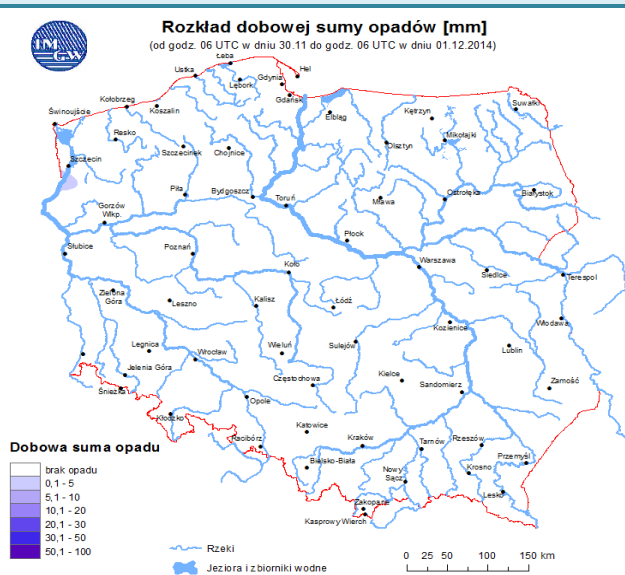 IM
GW
Rozkład dobowej sumy opadów [mm]
(od godz. 06 UTC w dniu 30.11 do godz. 06 UTC w dniu 01.12.2014)
Łeba
Hel
Ustka
Gdynia
Lębork
Gdańsk
Kołobrzeg
Koszalin
Świnoujście
Elbląg
Kętrzyn
Suwałki
Resko
Mikołajki
Szczecinek
Chojnice
Olsztyn
Szczecin
Piła
Bydgoszcz
Toruń
Mława
Ostrołęka
Białystok
Gorzów
Wlkp.
Płock
Słubice
Poznań
Koło
Warszawa
Siedlce
Terespol
Zielona
Góra
Leszno
Kalisz
Łódź
Kozienice
Włodawa
Legnica
Wrocław
Wieluń
Sulejów
Lublin
Jelenia Góra
Śnieżka
Częstochowa
Kielce
Sandomierz
Zamość
Opole
Kłodzko
Racibórz
Katowice
Kraków
Tarnów
Rzeszów
Przemyśl
Bielsko-Biała
Nowy
Sącz
Krosno
Lesko
Zakopane
Kasprowy Wierch
Dobowa suma opadu
brak opadu
0,1 - 5
5,1 - 10
10,1 - 20
20,1 - 30
30,1 - 50
50,1 - 100
Rzeki
Jeziora i zbiorniki wodne
0 25 50 100 150 km